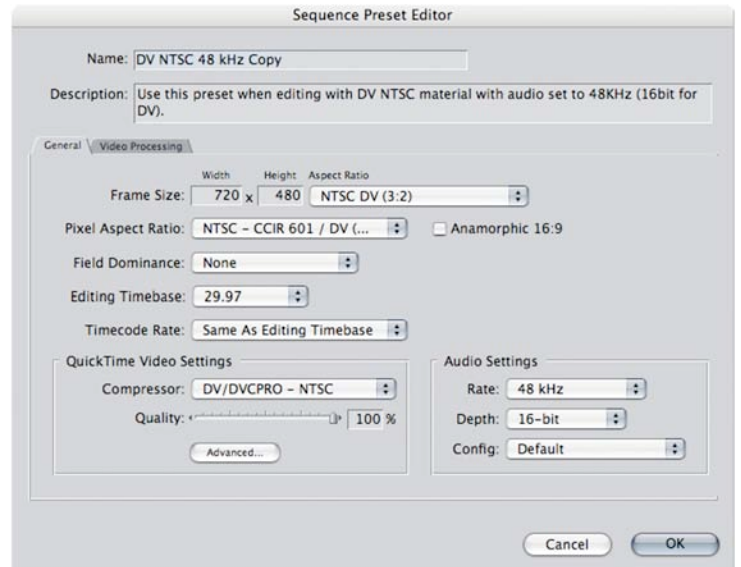 Sequence Preset Editor
Name: DV NTSC 48 kHz Copy
Description: Use this preset when editing with DV NTSC material with audio set to 48KHz (16bit for
DV).
General Video Processing
Width Height Aspect Ratio
Frame Size: 720 x 480 NTSC DV (3:2)
Pixel Aspect Ratio: NTSC – CCIR 601 / DV (... Anamorphic 16:9
Field Dominance: None
Editing Timebase: 29.97
Timecode Rate: Same As Editing Timebase
QuickTime Video Settings
Compressor: DV/DVCPRO – NTSC
Quality: 100 %
Advanced...
Audio Settings
Rate: 48 kHz
Depth: 16-bit
Config: Default
Cancel OK